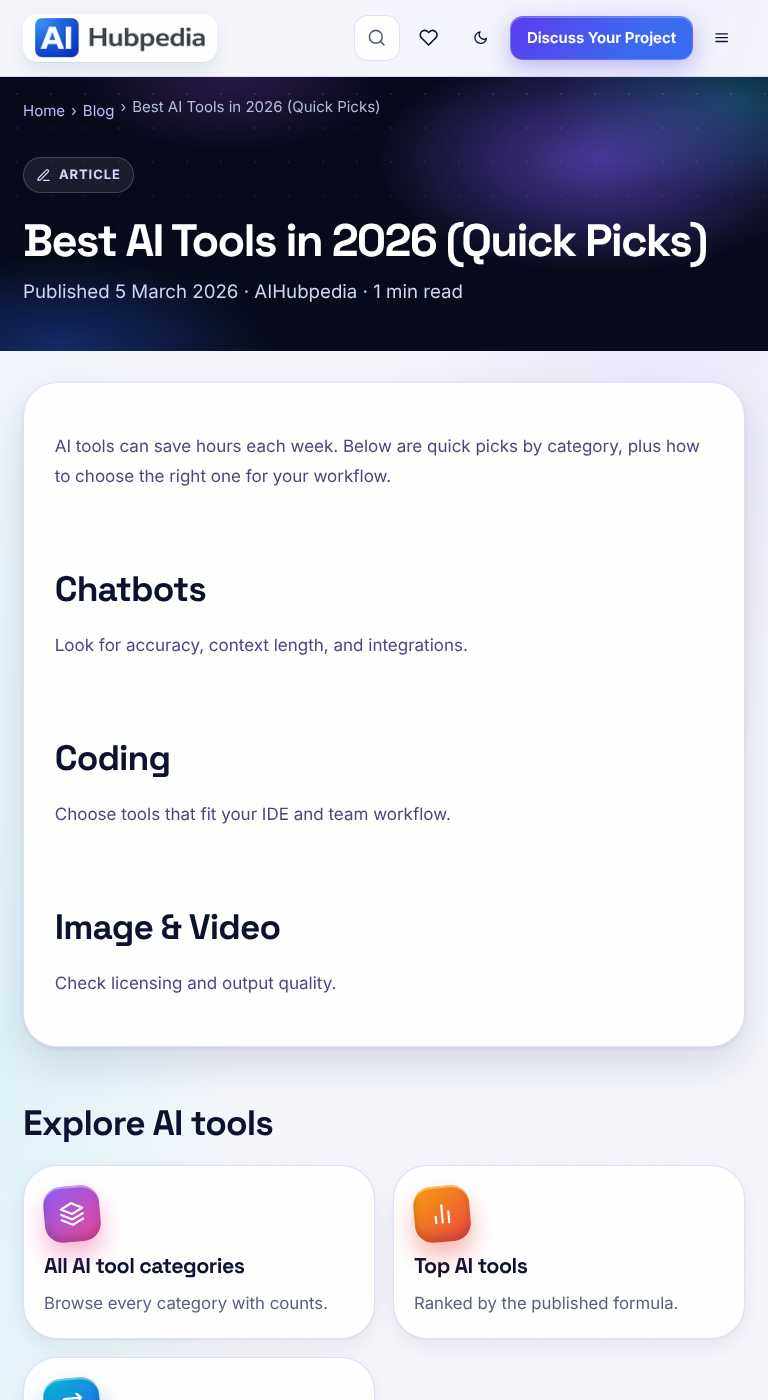 AI Hubpedia
Discuss Your Project
Home › Blog › Best AI Tools in 2026 (Quick Picks)
ARTICLE
Best AI Tools in 2026 (Quick Picks)
Published 5 March 2026 · AIHubpedia · 1 min read
AI tools can save hours each week. Below are quick picks by category, plus how
to choose the right one for your workflow.
Chatbots
Look for accuracy, context length, and integrations.
Coding
Choose tools that fit your IDE and team workflow.
Image & Video
Check licensing and output quality.
Explore AI tools
All AI tool categories
Browse every category with counts.
Top AI tools
Ranked by the published formula.